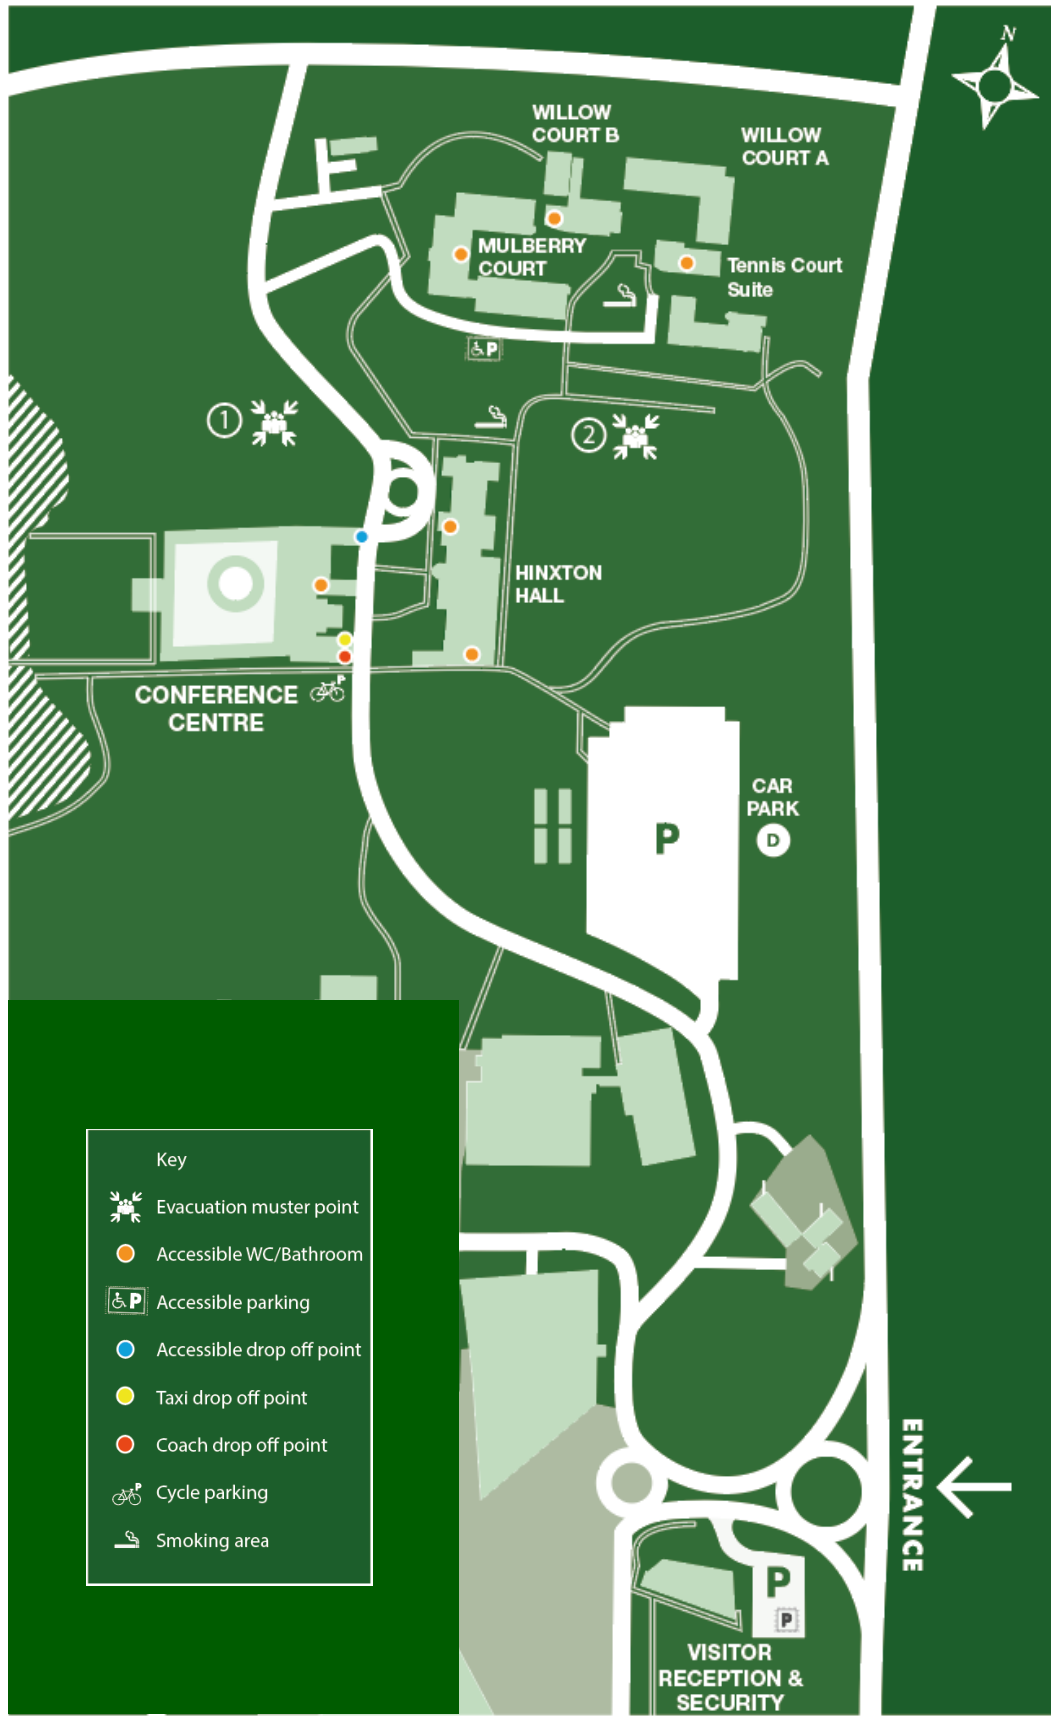 N
WILLOW
COURT B
WILLOW
COURT A
MULBERRY
COURT
Tennis Court
Suite
P
1
2
HINXTON
HALL
CONFERENCE
CENTRE
P
CAR
PARK
D
P
Key
Evacuation muster point
Accessible WC/Bathroom
P
Accessible parking
Accessible drop off point
Taxi drop off point
Coach drop off point
P
Cycle parking
Smoking area
ENTRANCE
P
P
VISITOR
RECEPTION &
SECURITY